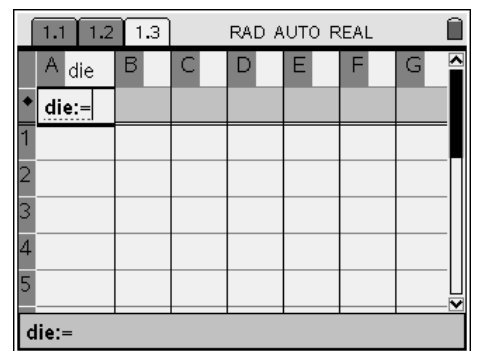 1.1 1.2 1.3 RAD AUTO REAL
A die B C D E F G
♦ die:=
1
2
3
4
5
die:=